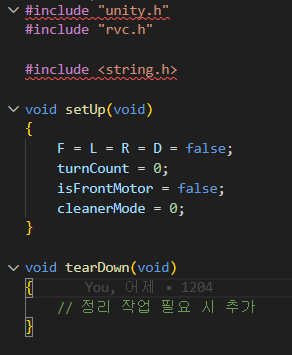 #include "unity.h"
#include "rvc.h"
#include <string.h>
void setUp(void)
{
F = L = R = D = false;
turnCount = 0;
isFrontMotor = false;
cleanerMode = 0;
}
void tearDown(void)
{
You, 어제 • 1204
// 정리 작업 필요 시 추가
}